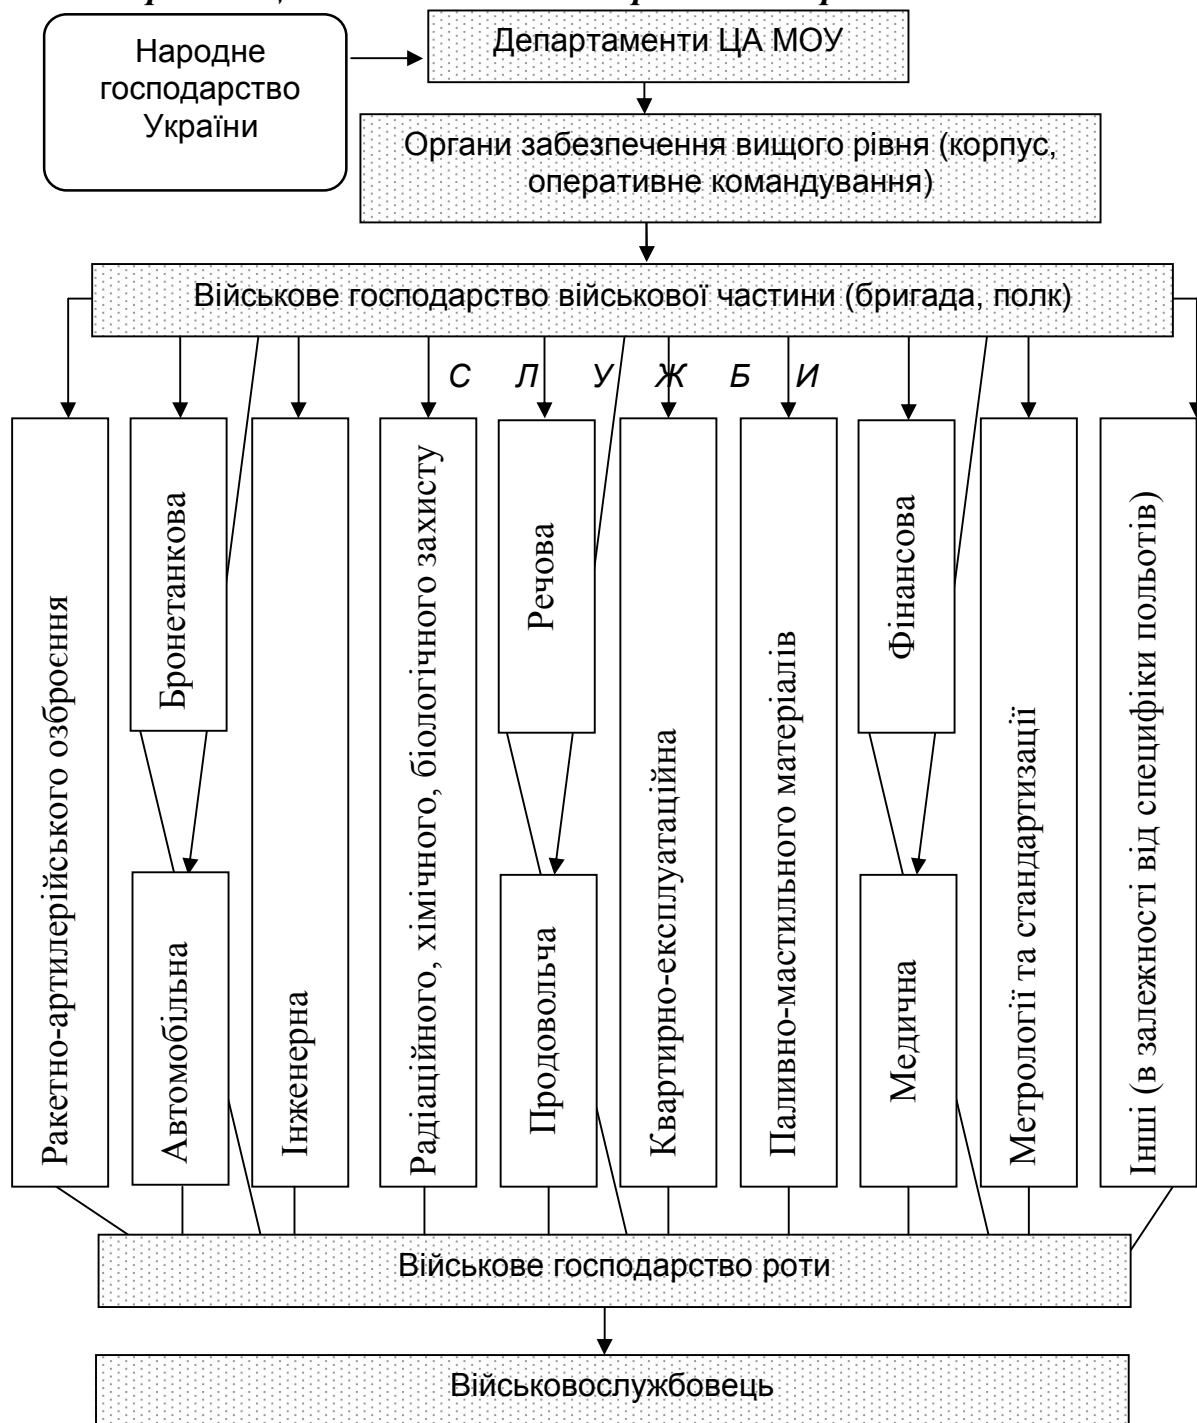 Народне
господарство
України
Департаменти ЦА МОУ
Органи забезпечення вищого рівня (корпус,
оперативне командування)
Військове господарство військової частини (бригада, полк)
С Л У Ж Б И
Ракетно-артилерійського озброєння
Бронетанкова
Автомобільна
Інженерна
Радіаційного, хімічного, біологічного захисту
Речова
Продовольча
Квартирно-експлуатаційна
Паливно-мастильного матеріалів
Фінансова
Медична
Метрології та стандартизації
Інші (в залежності від специфіки польотів)
Військове господарство роти
Військовослужбовець